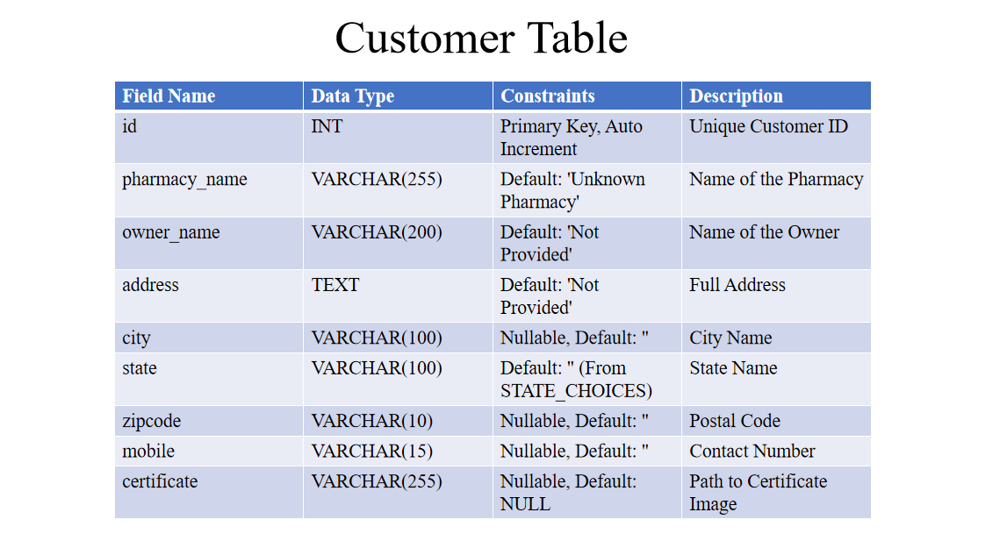 Customer Table
Field Name Data Type Constraints Description
id INT Primary Key, Auto Unique Customer ID
Increment
pharmacy_name VARCHAR(255) Default: 'Unknown Name of the Pharmacy
Pharmacy'
owner_name VARCHAR(200) Default: 'Not Name of the Owner
Provided'
address TEXT Default: 'Not Full Address
Provided'
city VARCHAR(100) Nullable, Default: '' City Name
state VARCHAR(100) Default: '' (From State Name
STATE_CHOICES)
zipcode VARCHAR(10) Nullable, Default: '' Postal Code
mobile VARCHAR(15) Nullable, Default: '' Contact Number
certificate VARCHAR(255) Nullable, Default: Path to Certificate
NULL Image